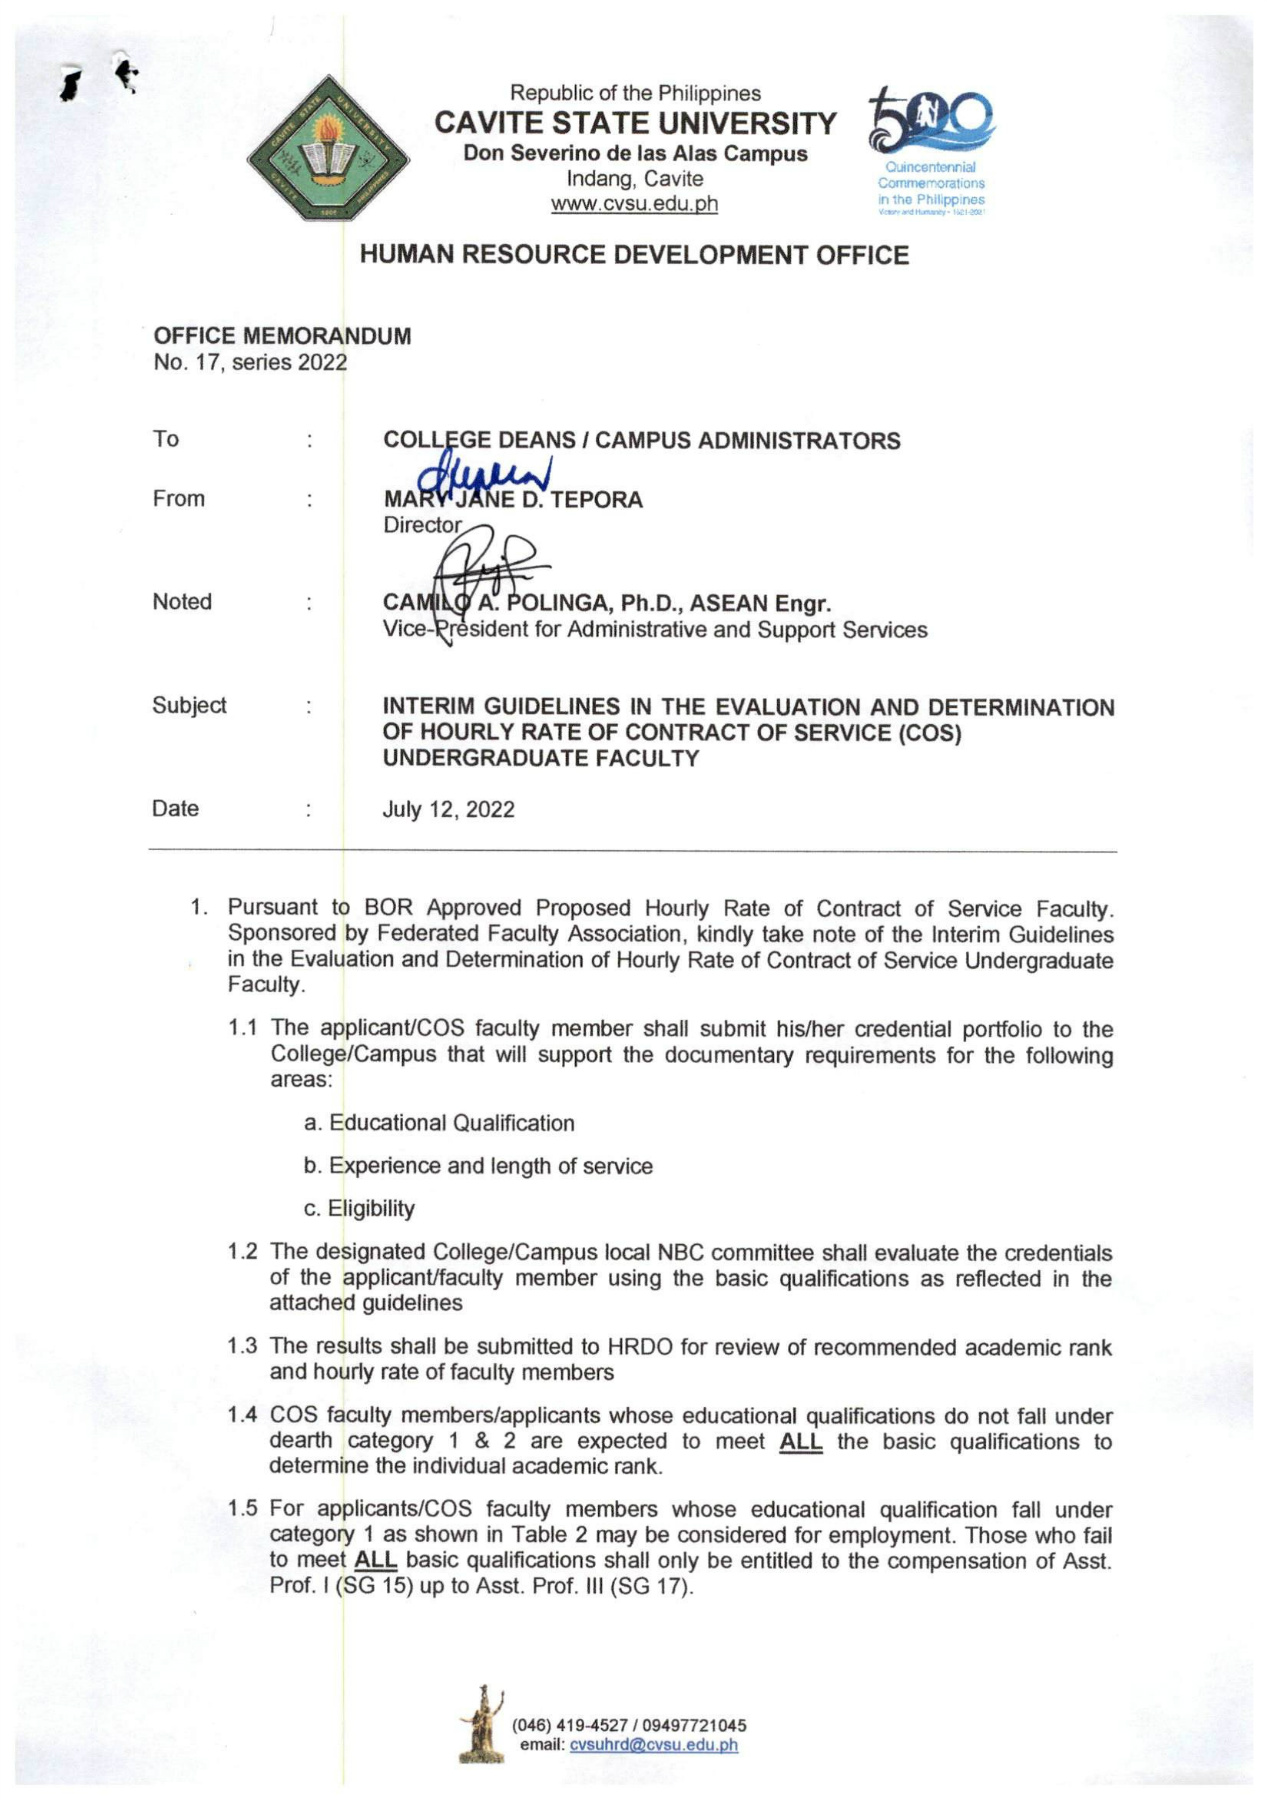 Republic of the Philippines
CAVITE STATE UNIVERSITY
Don Severino de las Alas Campus
Indang, Cavite
www.cvsu.edu.ph
CAVITE STATE UNIVERSITY
CAVITE PHILIPPINES
1906
500
Quincentennial
Commemorations
in the Philippines
Victory and Humanity • 1521-2021
HUMAN RESOURCE DEVELOPMENT OFFICE
OFFICE MEMORANDUM
No. 17, series 2022
To : COLLEGE DEANS / CAMPUS ADMINISTRATORS
From : MARY JANE D. TEPORA
Director
Noted : CAMILO A. POLINGA, Ph.D., ASEAN Engr.
Vice-President for Administrative and Support Services
Subject : INTERIM GUIDELINES IN THE EVALUATION AND DETERMINATION
OF HOURLY RATE OF CONTRACT OF SERVICE (COS)
UNDERGRADUATE FACULTY
Date : July 12, 2022
1. Pursuant to BOR Approved Proposed Hourly Rate of Contract of Service Faculty.
Sponsored by Federated Faculty Association, kindly take note of the Interim Guidelines
in the Evaluation and Determination of Hourly Rate of Contract of Service Undergraduate
Faculty.
1.1 The applicant/COS faculty member shall submit his/her credential portfolio to the
College/Campus that will support the documentary requirements for the following
areas:
a. Educational Qualification
b. Experience and length of service
c. Eligibility
1.2 The designated College/Campus local NBC committee shall evaluate the credentials
of the applicant/faculty member using the basic qualifications as reflected in the
attached guidelines
1.3 The results shall be submitted to HRDO for review of recommended academic rank
and hourly rate of faculty members
1.4 COS faculty members/applicants whose educational qualifications do not fall under
dearth category 1 & 2 are expected to meet ALL the basic qualifications to
determine the individual academic rank.
1.5 For applicants/COS faculty members whose educational qualification fall under
category 1 as shown in Table 2 may be considered for employment. Those who fail
to meet ALL basic qualifications shall only be entitled to the compensation of Asst.
Prof. I (SG 15) up to Asst. Prof. III (SG 17).
(046) 419-4527 / 09497721045
email: cvsuhrd@cvsu.edu.ph